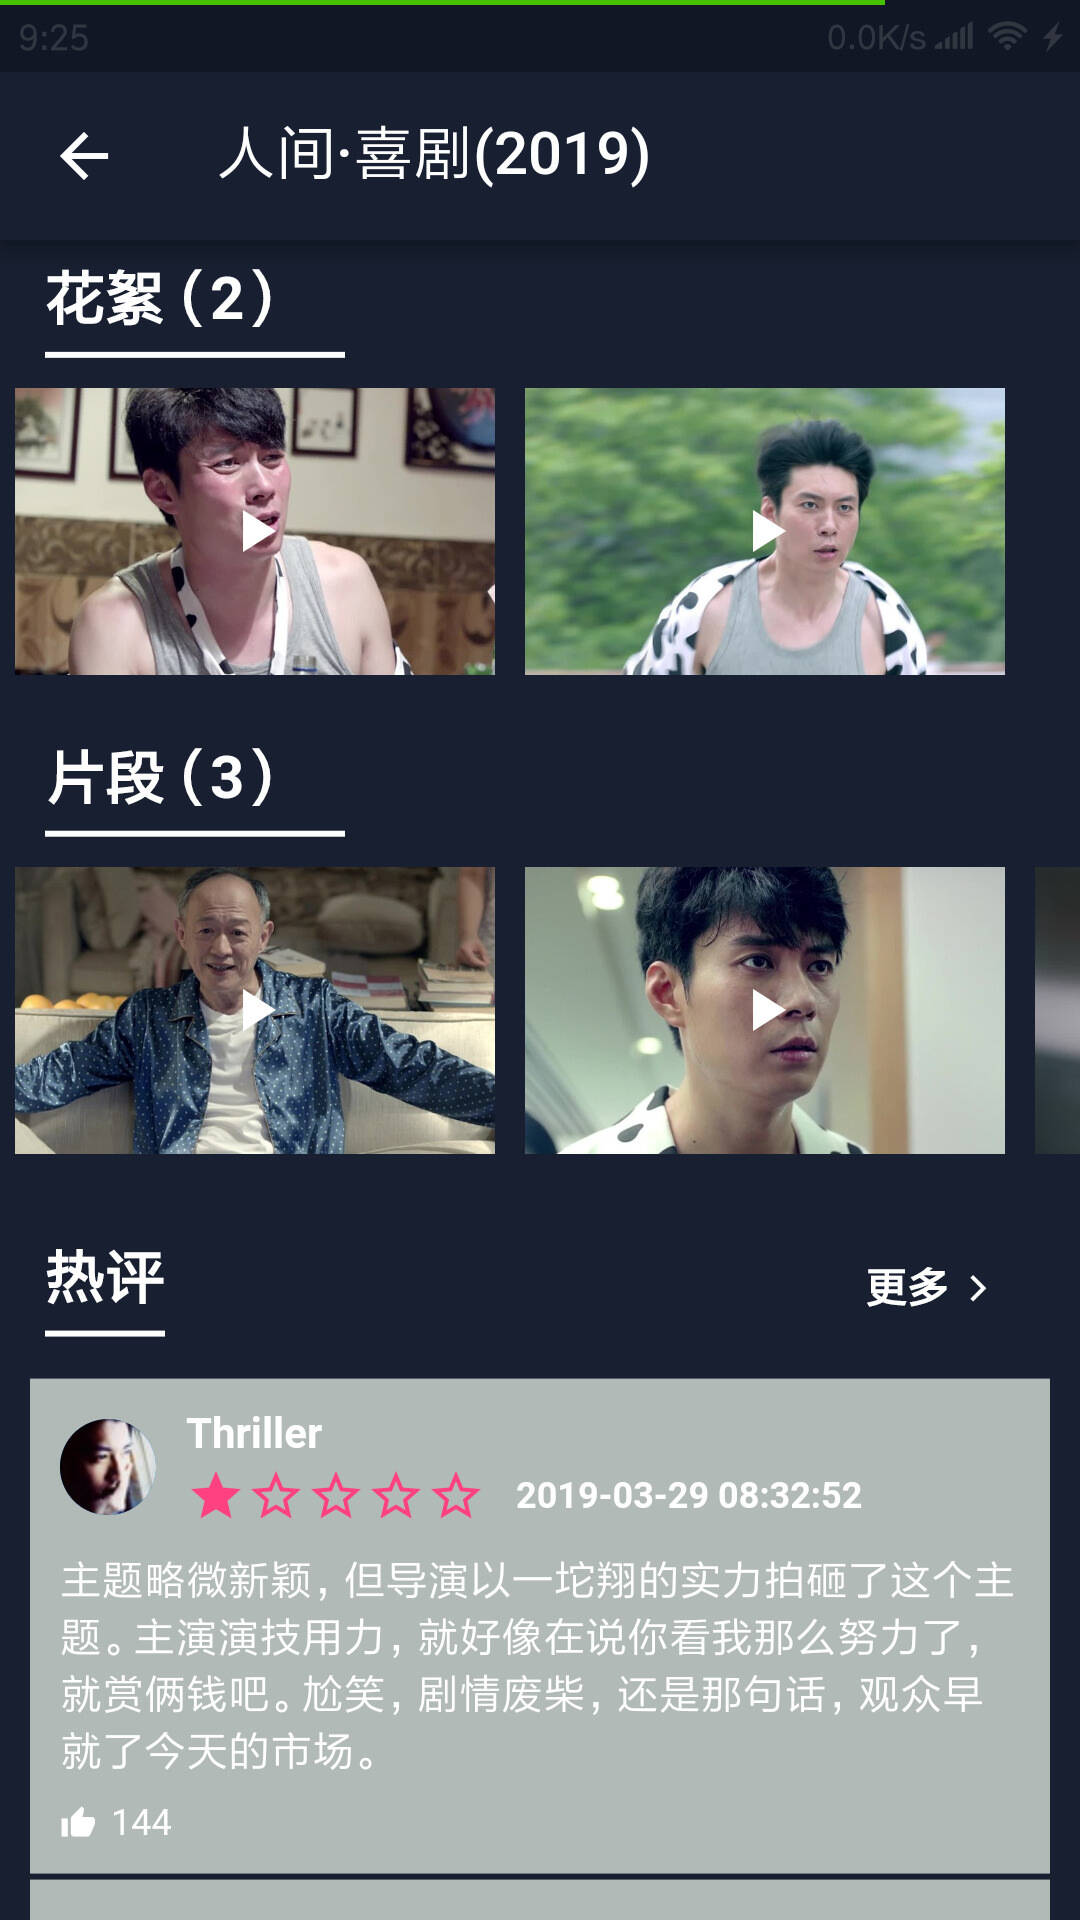 9:25
0.0K/s
人间·喜剧(2019)
花絮（2）
片段（3）
热评
更多
Thriller
2019-03-29 08:32:52
主题略微新颖，但导演以一坨翔的实力拍砸了这个主
题。主演演技用力，就好像在说你看我那么努力了，
就赏俩钱吧。尬笑，剧情废柴，还是那句话，观众早
就了今天的市场。
144